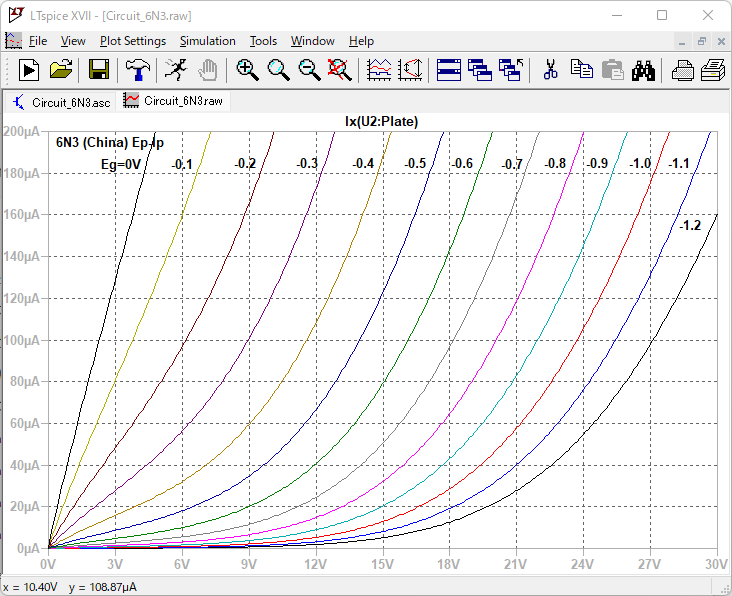 LTspice XVII - [Circuit_6N3.raw]
File View Plot Settings Simulation Tools Window Help
Circuit_6N3.asc Circuit_6N3.raw
Ix(U2:Plate)
200µA
6N3 (China) Ep-Ip
Eg=0V -0.1 -0.2 -0.3 -0.4 -0.5 -0.6 -0.7 -0.8 -0.9 -1.0 -1.1
180µA
160µA
-1.2
140µA
120µA
100µA
80µA
60µA
40µA
20µA
0µA
0V 3V 6V 9V 12V 15V 18V 21V 24V 27V 30V
x = 10.40V y = 108.87µA